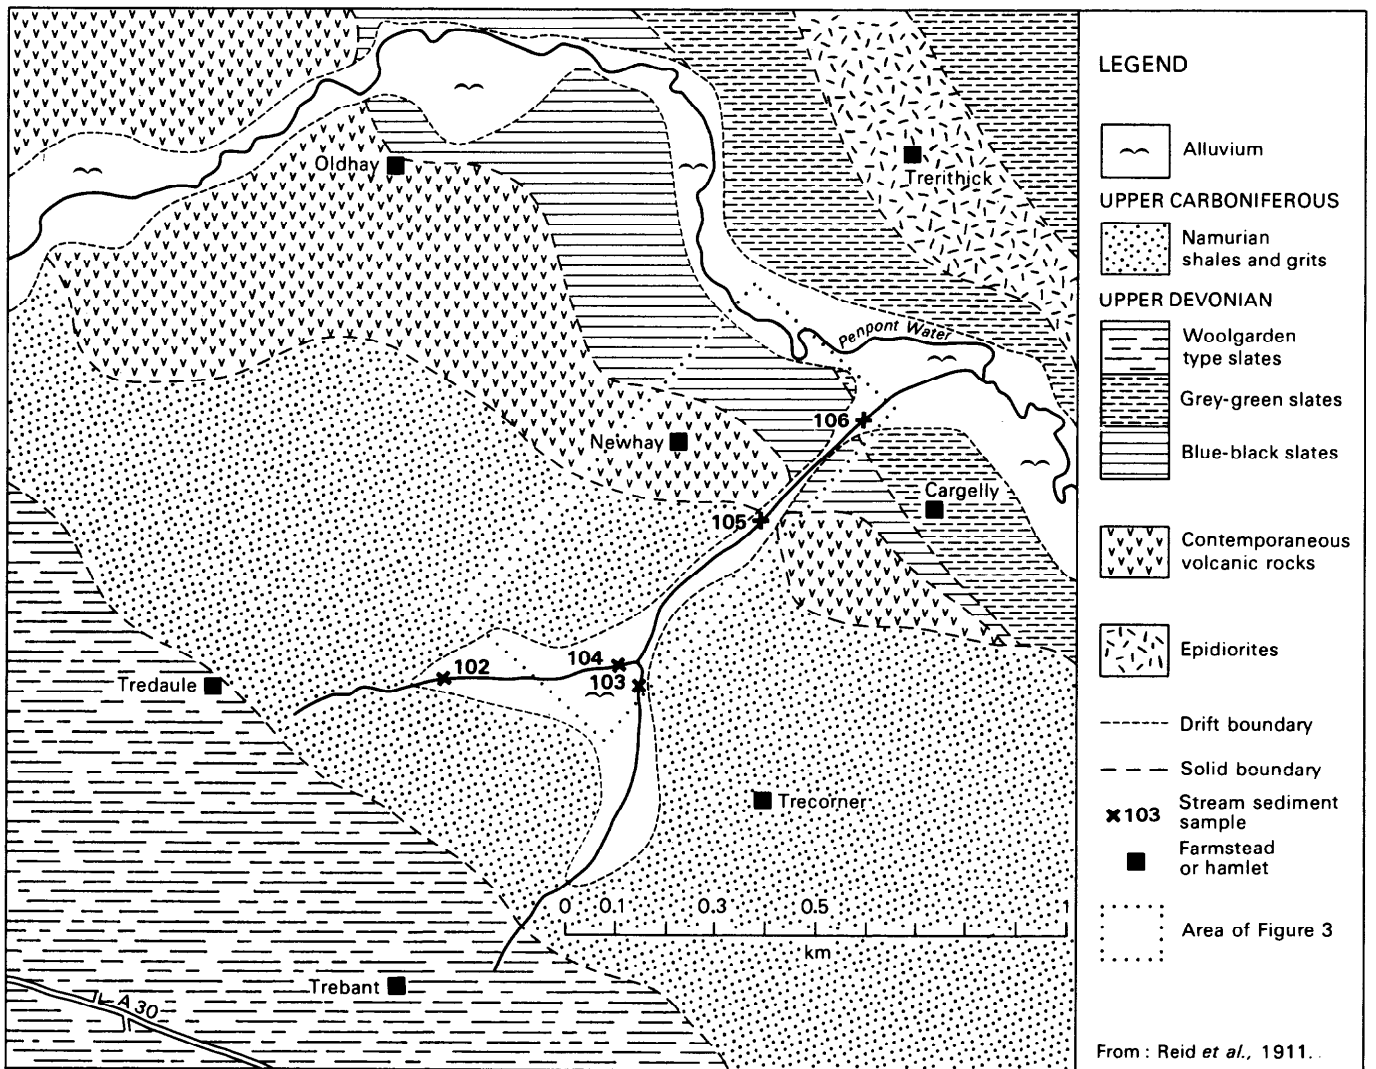 Oldhay
Trerithick
Penpont Water
106
Newhay
Cargelly
105
102
104
103
Tredaule
Trecorner
0 0.1 0.3 0.5 1
km
Trebant
A 30
LEGEND
Alluvium
UPPER CARBONIFEROUS
Namurian
shales and grits
UPPER DEVONIAN
Woolgarden
type slates
Grey-green slates
Blue-black slates
Contemporaneous
volcanic rocks
Epidiorites
Drift boundary
Solid boundary
103 Stream sediment
sample
Farmstead
or hamlet
Area of Figure 3
From : Reid et al., 1911.